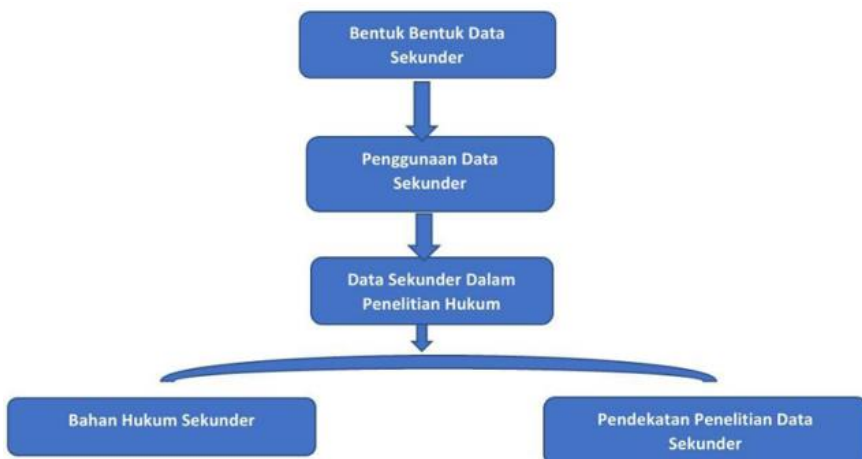 Bentuk Bentuk Data
Sekunder
Penggunaan Data
Sekunder
Data Sekunder Dalam
Penelitian Hukum
Bahan Hukum Sekunder
Pendekatan Penelitian Data
Sekunder